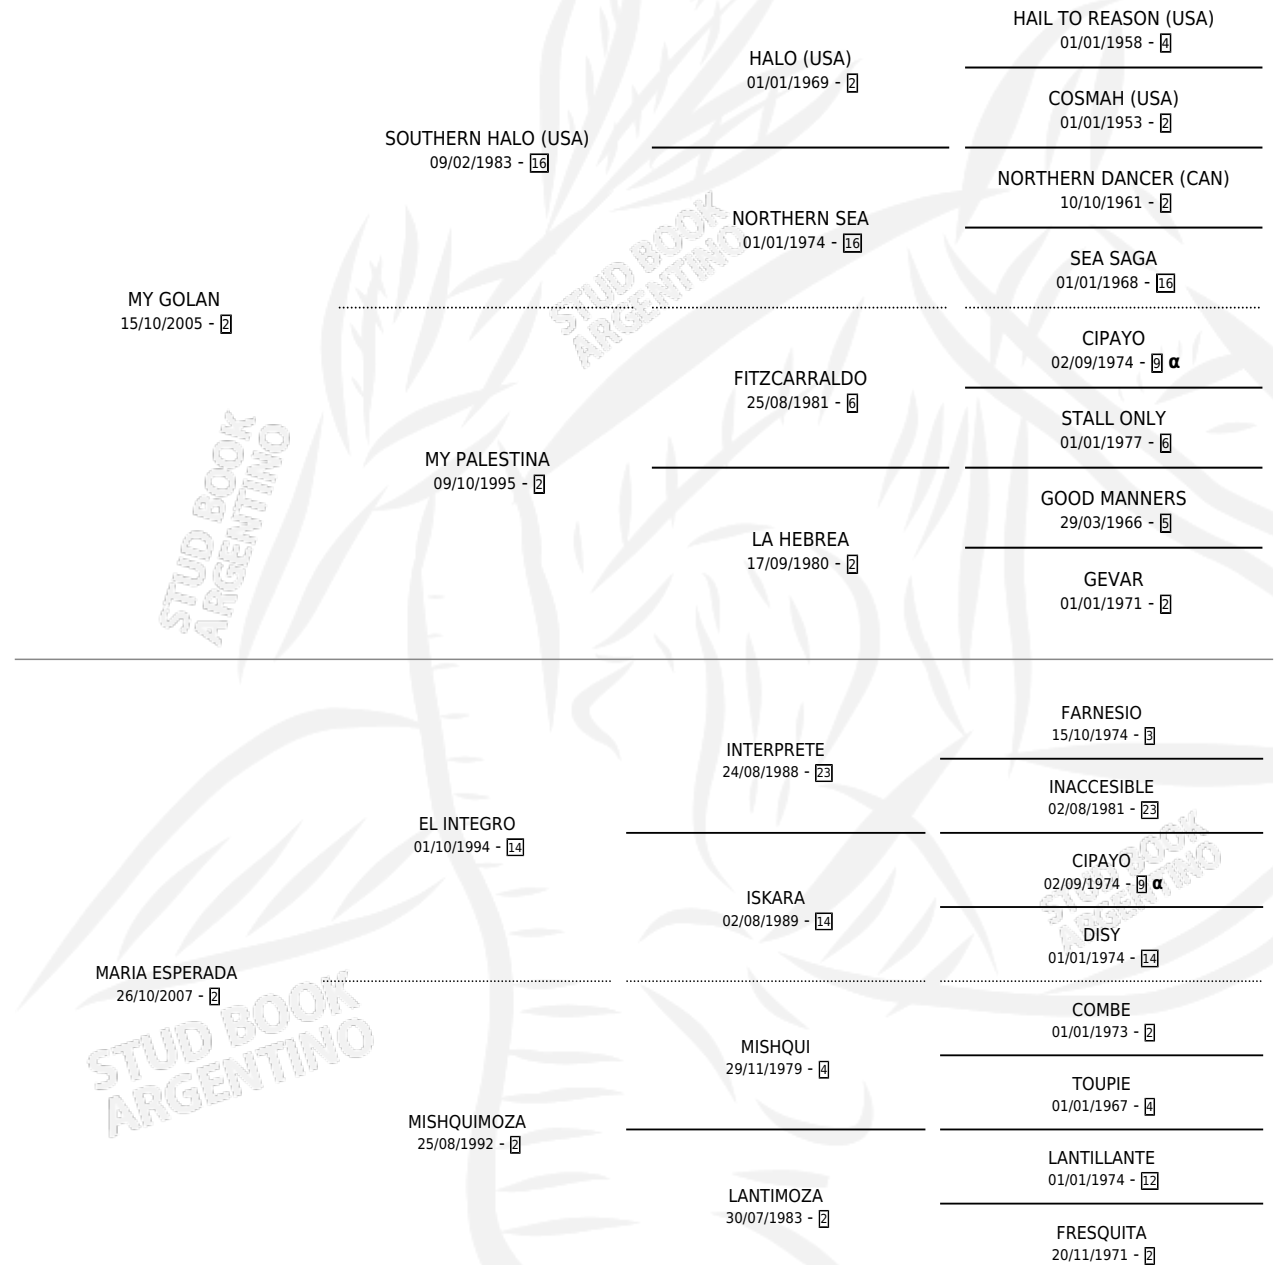 HAIL TO REASON (USA)
01/01/1958 - 4
HALO (USA)
01/01/1969 - 2
COSMAH (USA)
01/01/1953 - 2
SOUTHERN HALO (USA)
09/02/1983 - 16
NORTHERN DANCER (CAN)
10/10/1961 - 2
NORTHERN SEA
01/01/1974 - 16
SEA SAGA
01/01/1968 - 16
MY GOLAN
15/10/2005 - 2
CIPAYO
02/09/1974 - 9 α
FITZCARRALDO
25/08/1981 - 6
STALL ONLY
01/01/1977 - 6
MY PALESTINA
09/10/1995 - 2
GOOD MANNERS
29/03/1966 - 5
LA HEBREA
17/09/1980 - 2
GEVAR
01/01/1971 - 2
FARNESIO
15/10/1974 - 3
INTERPRETE
24/08/1988 - 23
INACCESIBLE
02/08/1981 - 23
EL INTEGRO
01/10/1994 - 14
CIPAYO
02/09/1974 - 9 α
ISKARA
02/08/1989 - 14
DISY
01/01/1974 - 14
MARIA ESPERADA
26/10/2007 - 2
COMBE
01/01/1973 - 2
MISHQUI
29/11/1979 - 4
TOUPIE
01/01/1967 - 4
MISHQUIMOZA
25/08/1992 - 2
LANTILLANTE
01/01/1974 - 12
LANTIMOZA
30/07/1983 - 2
FRESQUITA
20/11/1971 - 2
STUD BOOK
ARGENTINO
STUD BOOK
ARGENTINO
STUD BOOK
ARGENTINO
STUD BOOK
ARGENTINO